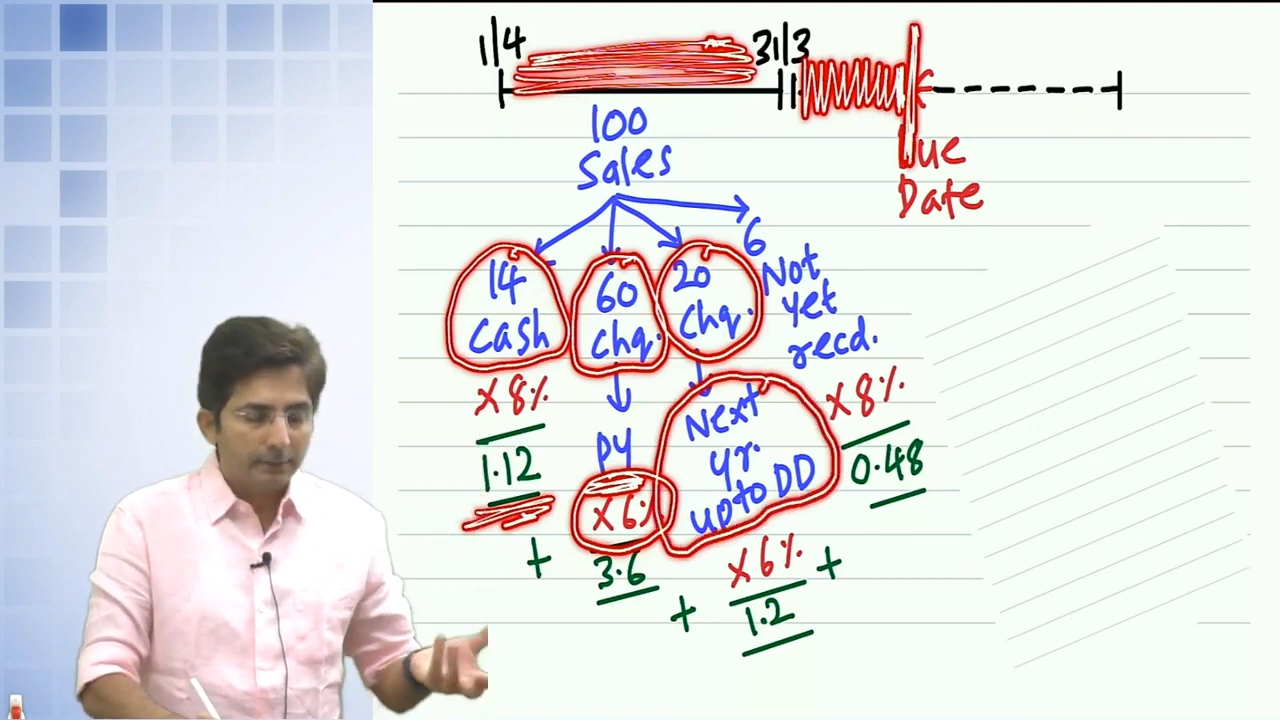 1/4
31/3
Due
Date
100
Sales
14
Cash
60
Chq.
20
Chq.
6
Not
yet
recd.
x 8%
1.12
PY
x 6%
3.6
Next
yr.
upto DD
x 6%
1.2
x 8%
0.48
+
+
+